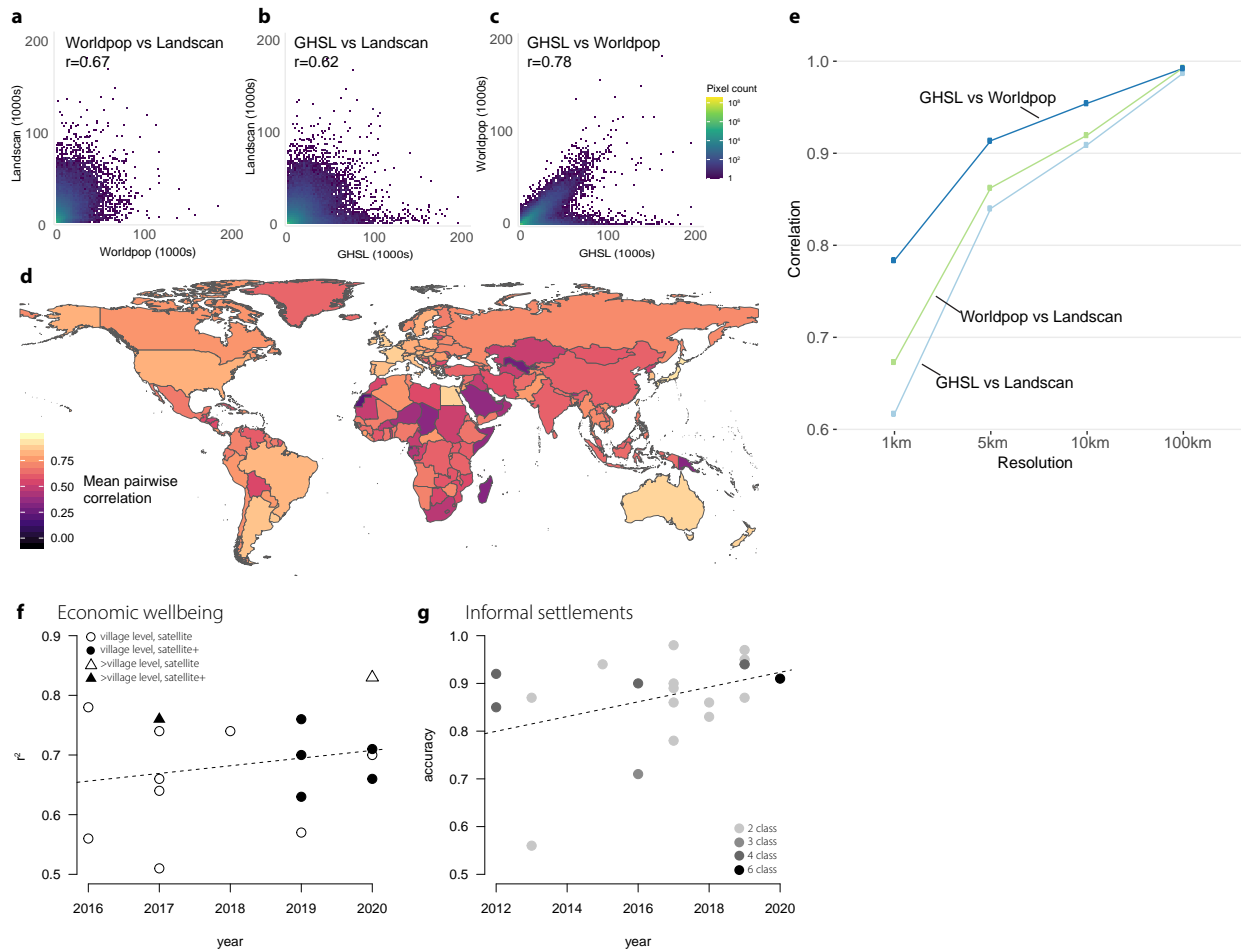 a
Worldpop vs Landscan
r=0.67
200
100
0
Landscan (1000s)
0
100
200
Worldpop (1000s)
b
GHSL vs Landscan
r=0.62
200
100
0
Landscan (1000s)
0
100
200
GHSL (1000s)
c
GHSL vs Worldpop
r=0.78
200
100
0
Worldpop (1000s)
0
100
200
GHSL (1000s)
Pixel count
10⁸
10⁶
10⁴
10²
1
d
0.75
0.50
0.25
0.00
Mean pairwise
correlation
e
1.0
0.9
0.8
0.7
0.6
Correlation
GHSL vs Worldpop
Worldpop vs Landscan
GHSL vs Landscan
1km
5km
10km
100km
Resolution
f Economic wellbeing
village level, satellite
village level, satellite+
>village level, satellite
>village level, satellite+
0.9
0.8
0.7
0.6
0.5
r²
2016
2017
2018
2019
2020
year
g Informal settlements
1.0
0.9
0.8
0.7
0.6
0.5
accuracy
2 class
3 class
4 class
6 class
2012
2014
2016
2018
2020
year